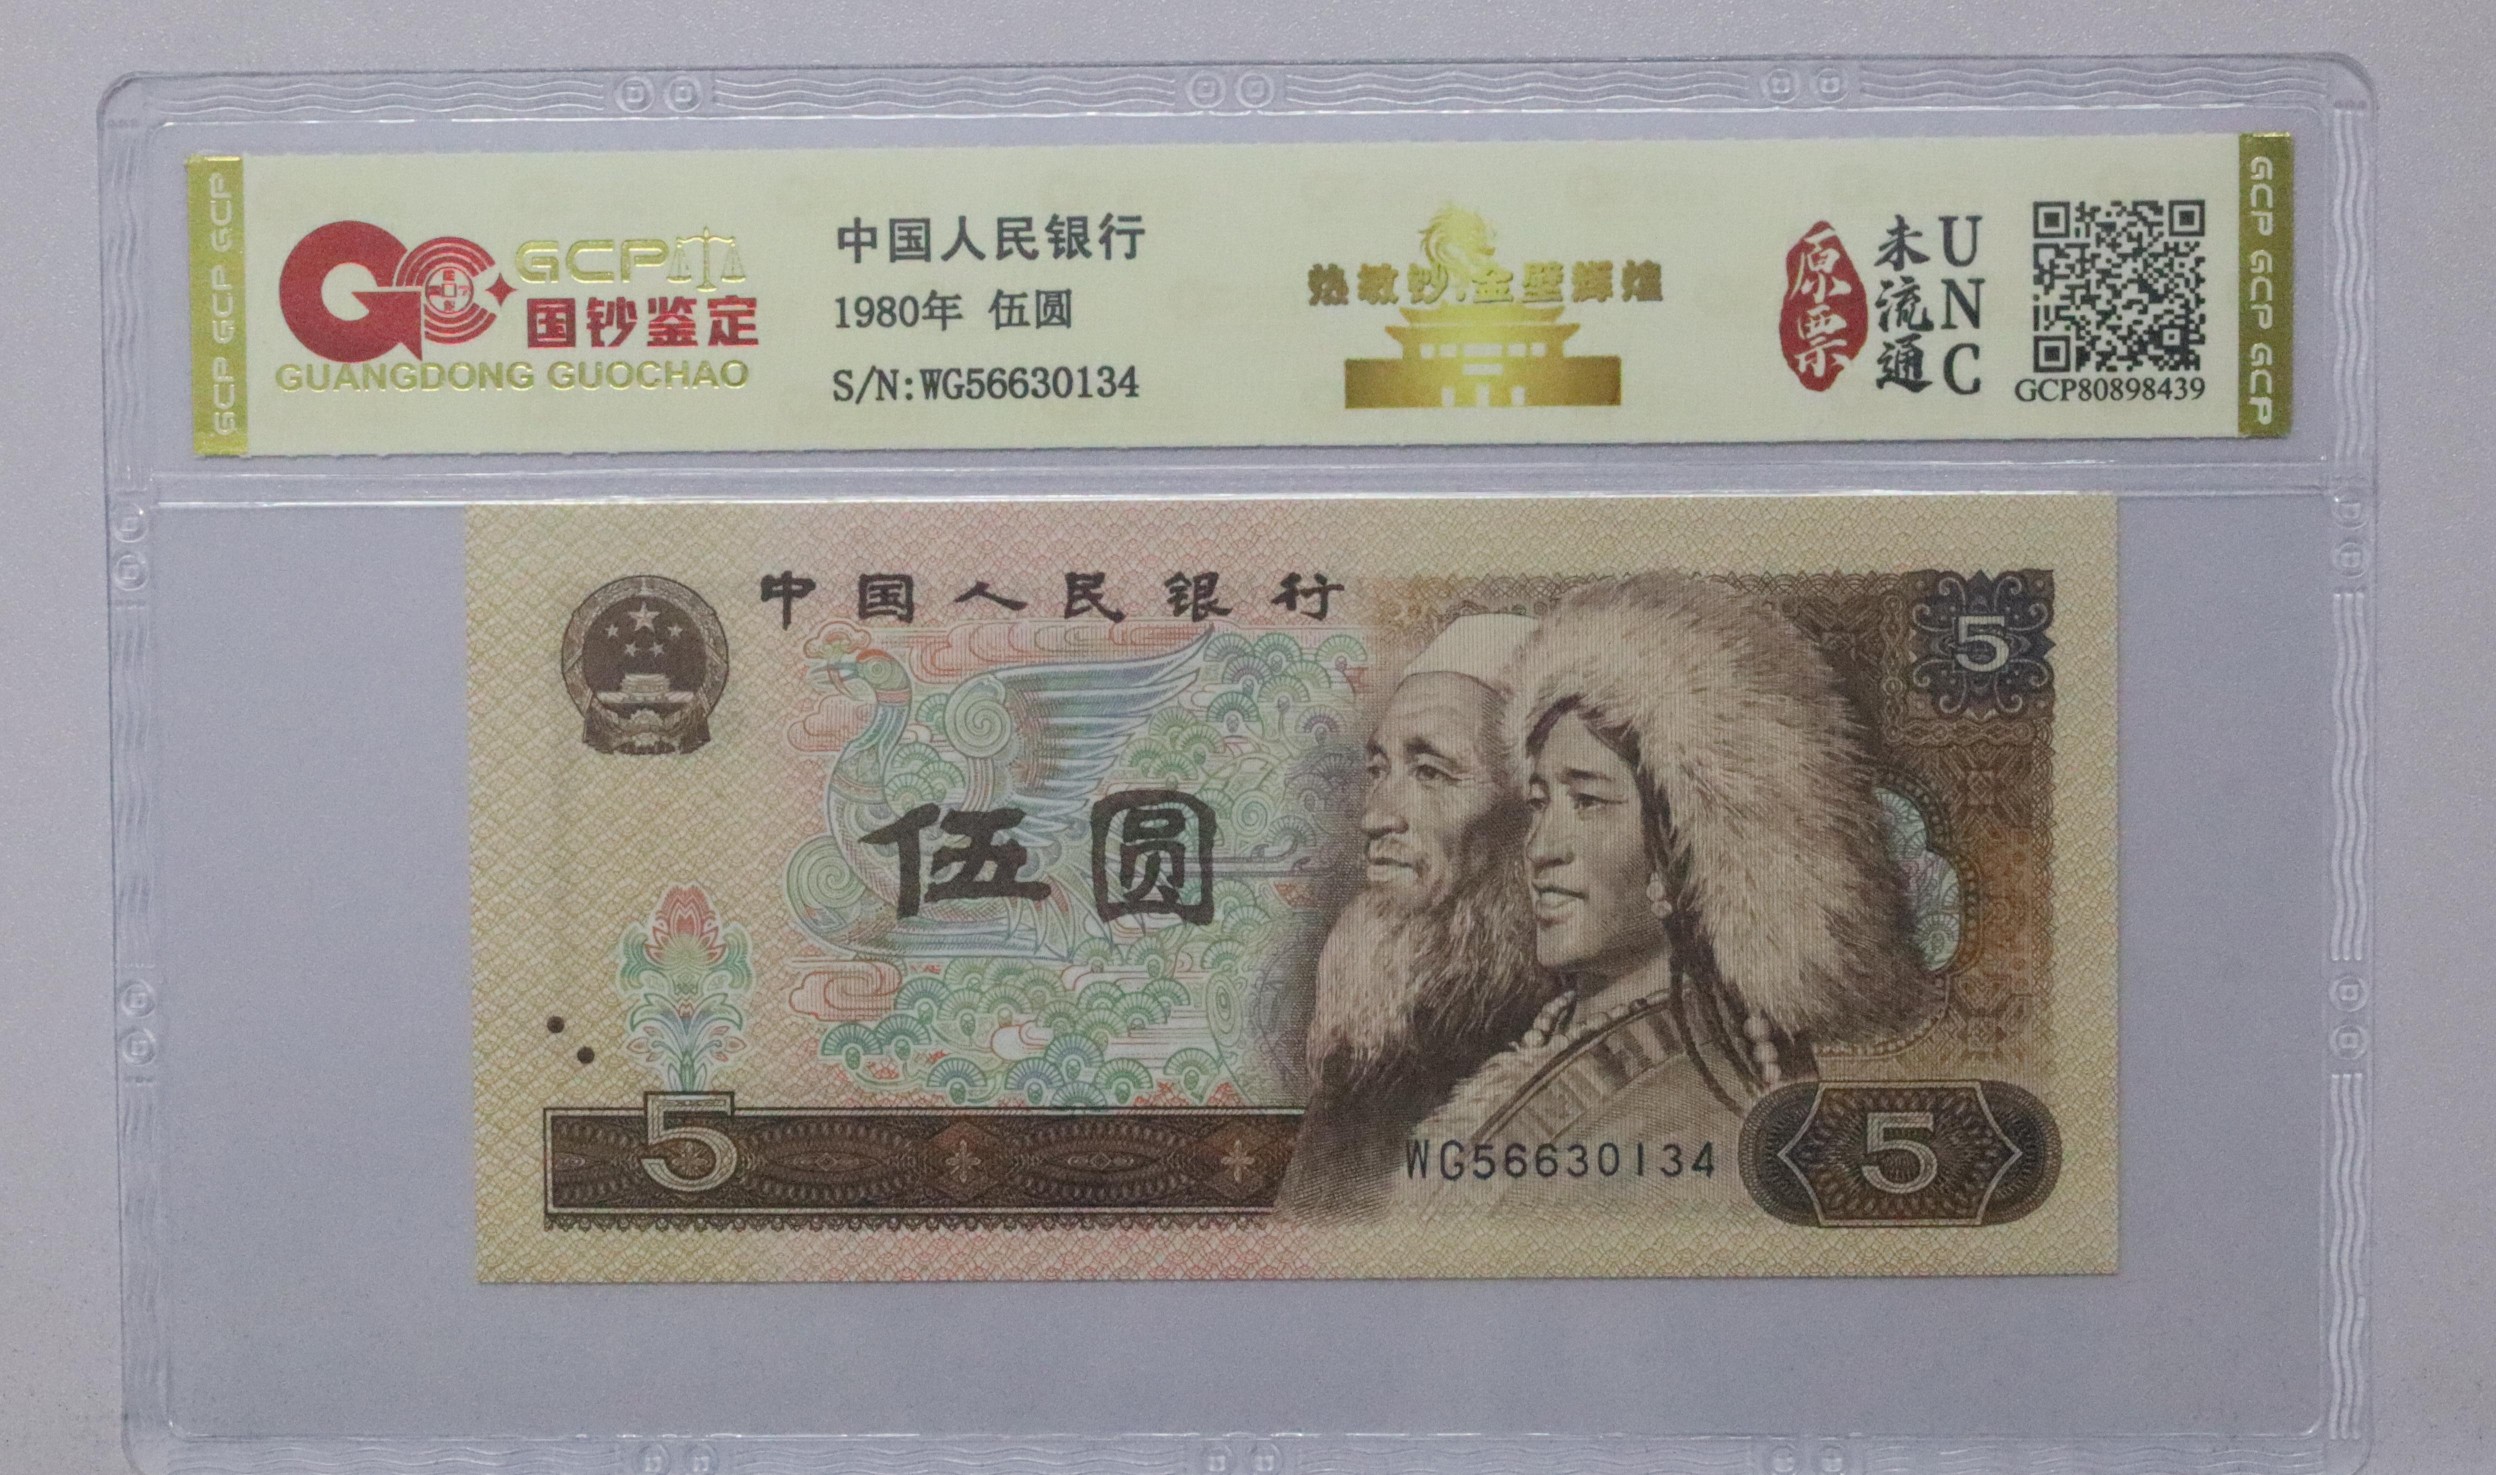 GCP GCP GCP
GCP
国钞鉴定
GUANGDONG GUOCHAO
中国人民银行
1980年 伍圆
S/N:WG56630134
热敏钞·金壁辉煌
原票
未流通
UNC
GCP80898439
GCP GCP GCP
中国人民银行
5
伍圆
5
WG56630134
5